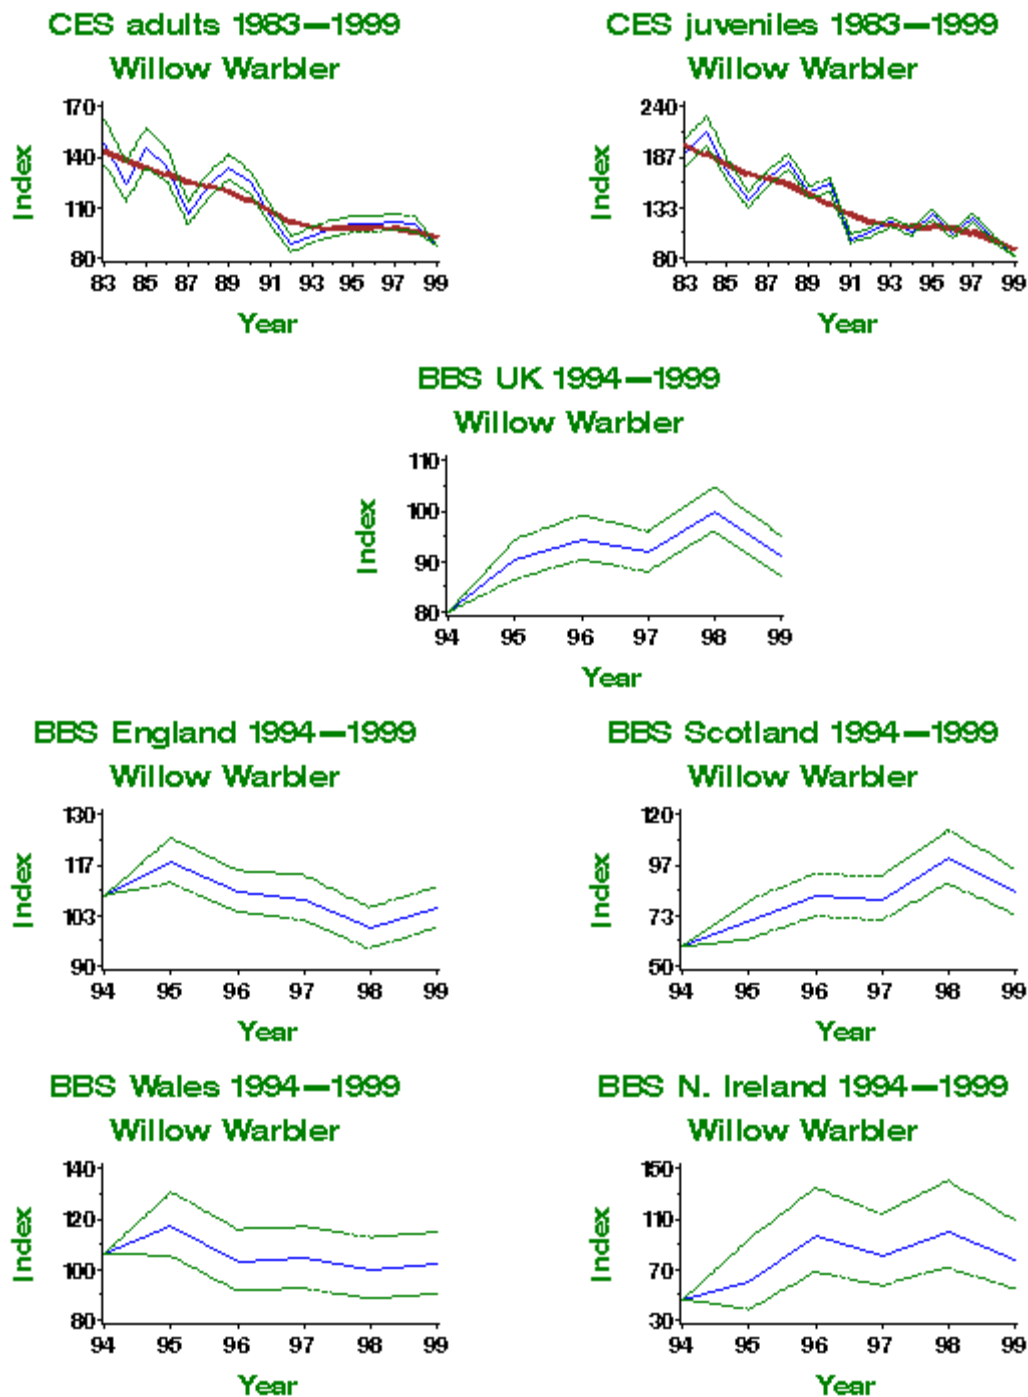 CES adults 1983—1999
Willow Warbler
170
140
110
80
Index
83 85 87 89 91 93 95 97 99
Year
CES juveniles 1983—1999
Willow Warbler
240
187
133
80
Index
83 85 87 89 91 93 95 97 99
Year
BBS UK 1994—1999
Willow Warbler
110
100
90
80
Index
94 95 96 97 98 99
Year
BBS England 1994—1999
Willow Warbler
130
117
103
90
Index
94 95 96 97 98 99
Year
BBS Scotland 1994—1999
Willow Warbler
120
97
73
50
Index
94 95 96 97 98 99
Year
BBS Wales 1994—1999
Willow Warbler
140
120
100
80
Index
94 95 96 97 98 99
Year
BBS N. Ireland 1994—1999
Willow Warbler
150
110
70
30
Index
94 95 96 97 98 99
Year